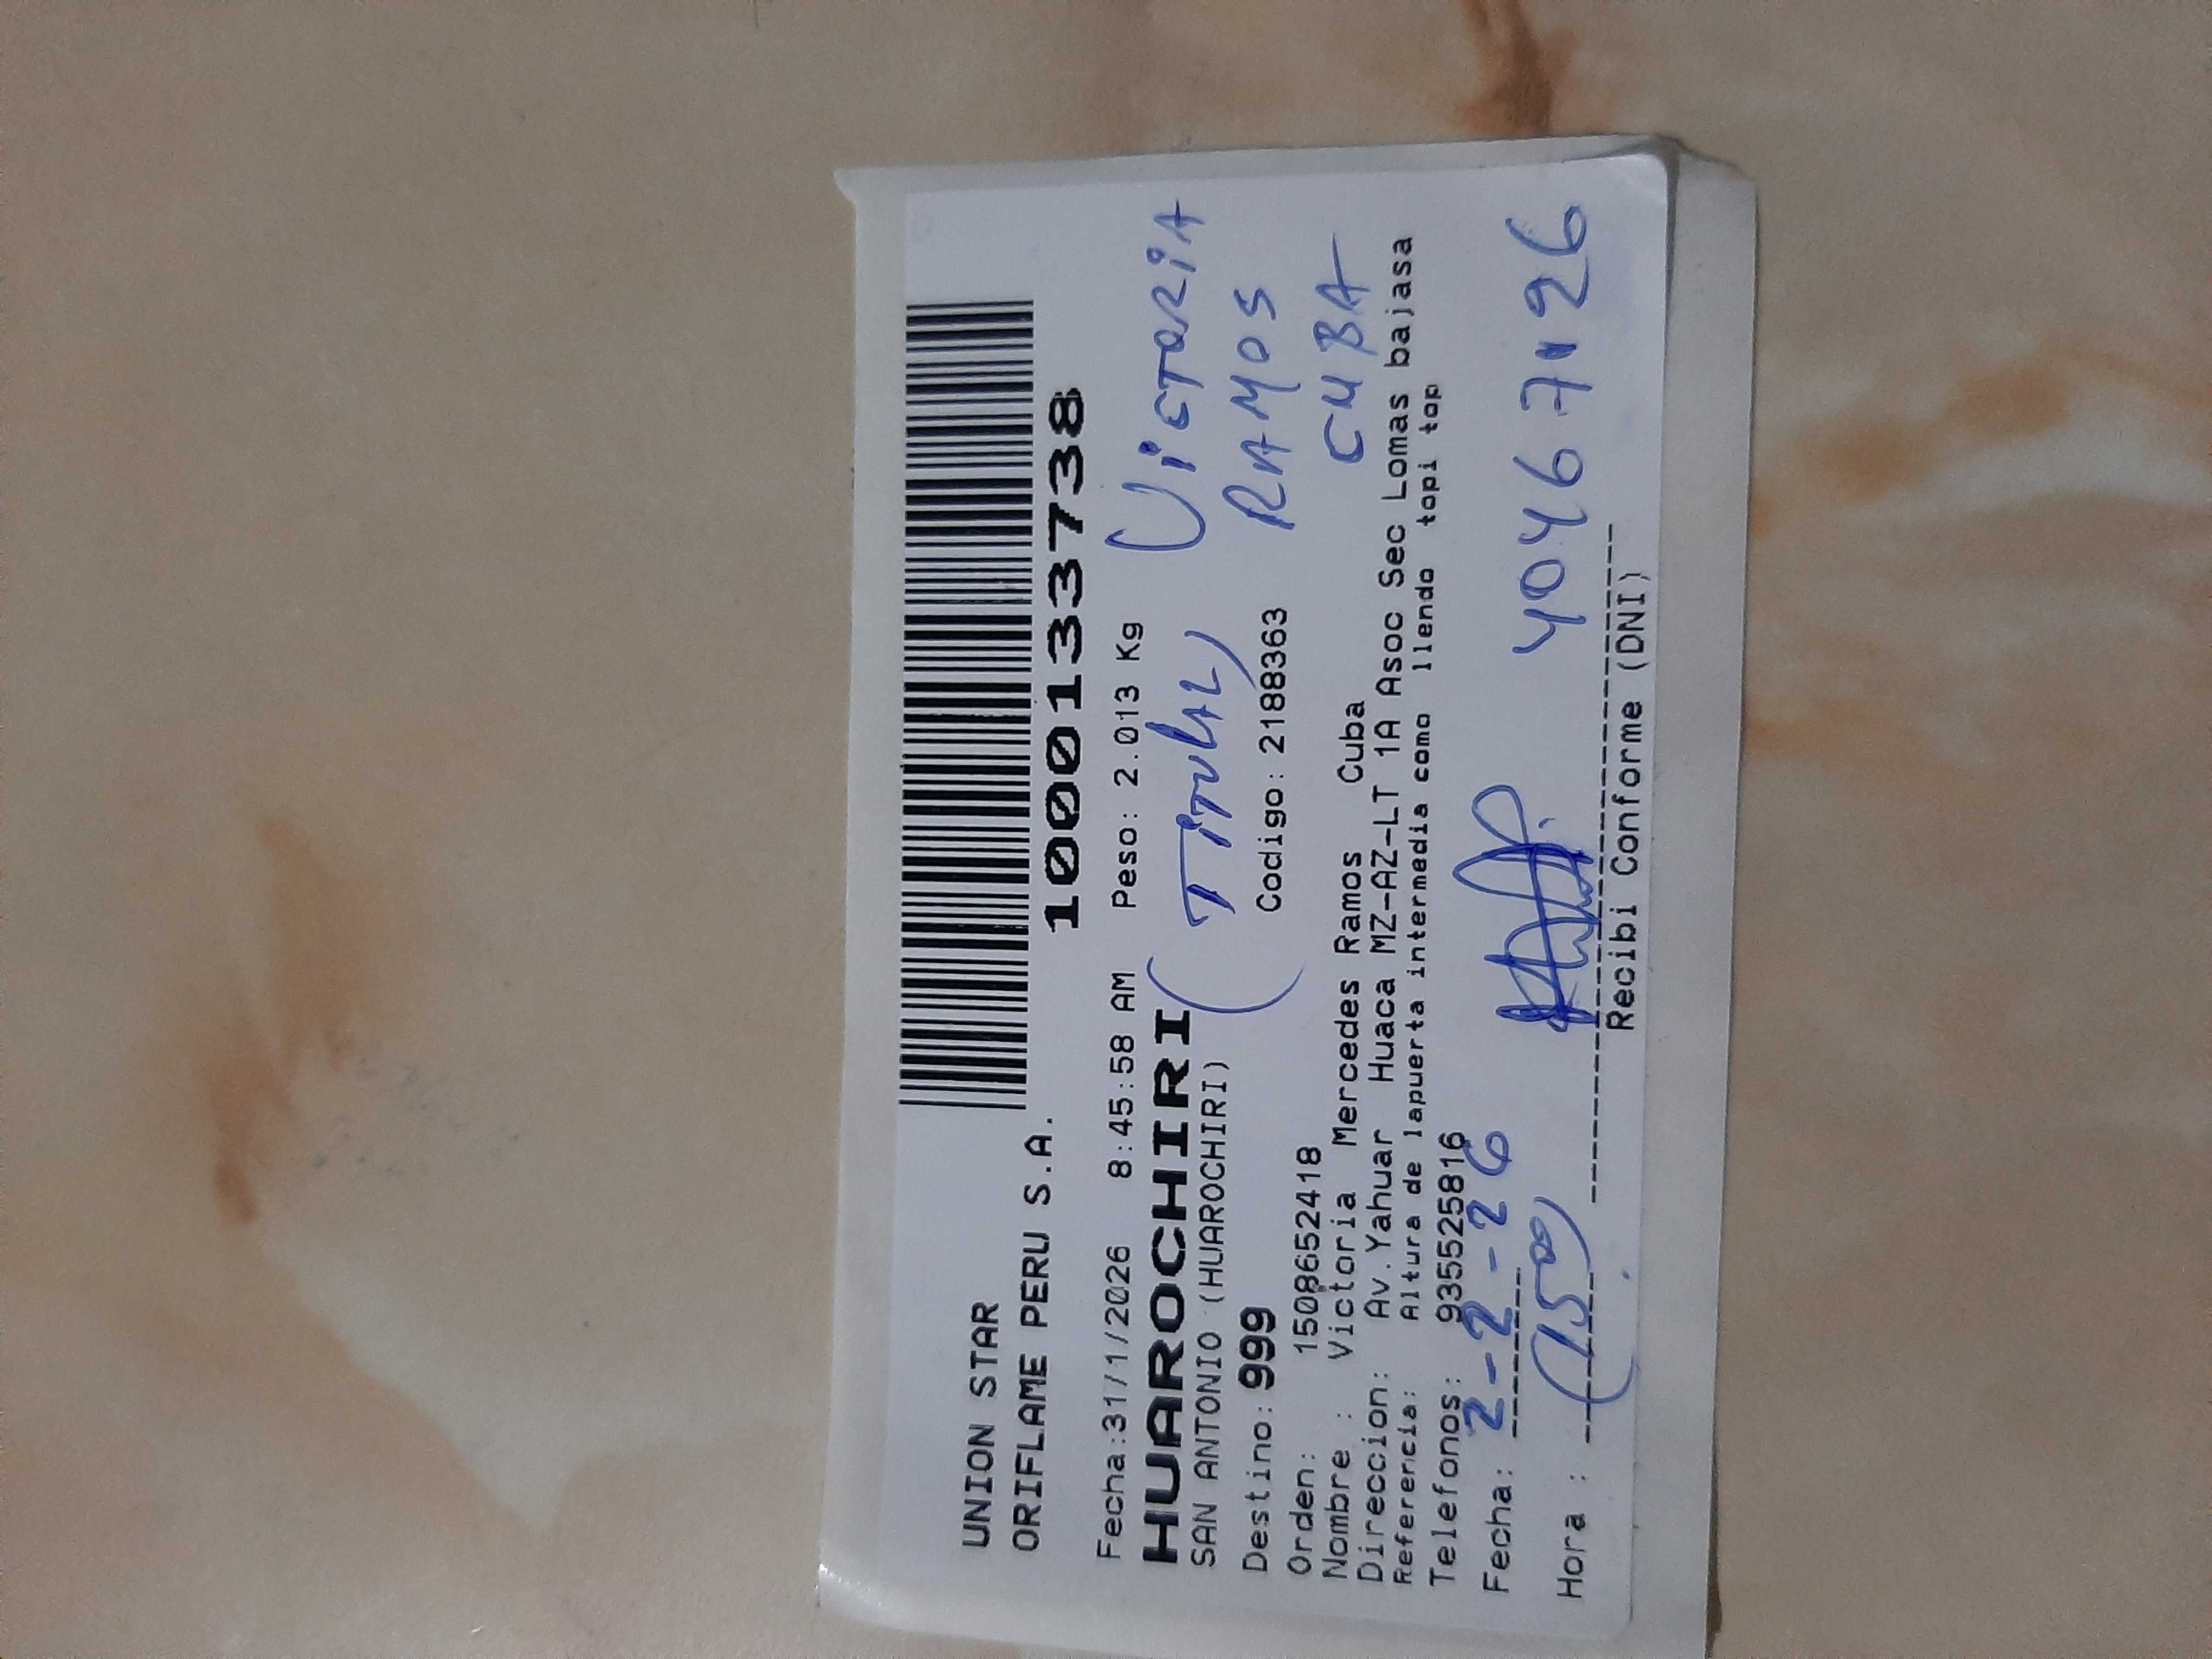 UNION STAR
ORIFLAME PERU S.A.
1000133738
Fecha:31/1/2026 8:45:58 AM Peso: 2.013 Kg
HUAROCHIRI
SAN ANTONIO (HUAROCHIRI)
(TITULAR) VICTORIA
RAMOS
CUBA
Destino: 999 Codigo: 2188363
Orden: 1508652418
Nombre : Victoria Mercedes Ramos Cuba
Direccion: Av.Yahuar Huaca MZ-AZ-LT 1A Asoc Sec Lomas bajasa
Referencia: Altura de lapuerta intermedia como llendo topi top
Telefonos: 935525816
Fecha: 2-2-26
Hora : (15 00) 
Recibi Conforme (DNI)